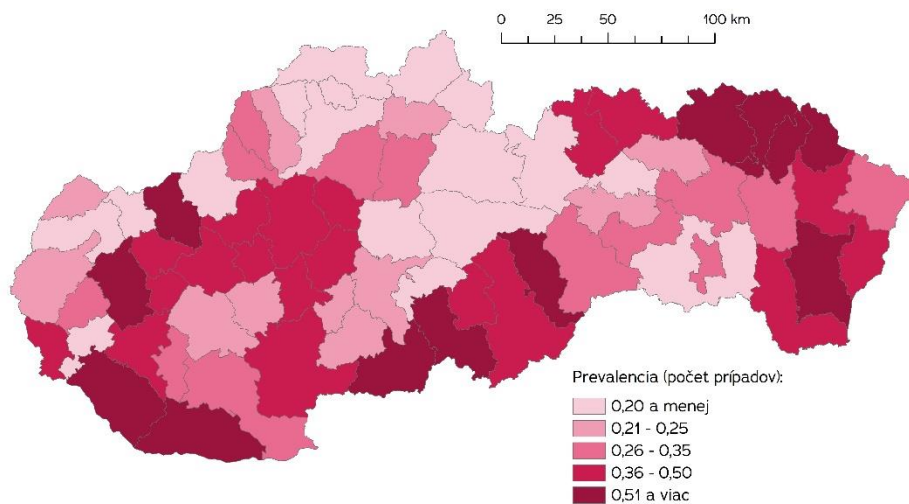 0 25 50 100 km
Prevalencia (počet prípadov):
0,20 a menej
0,21 - 0,25
0,26 - 0,35
0,36 - 0,50
0,51 a viac